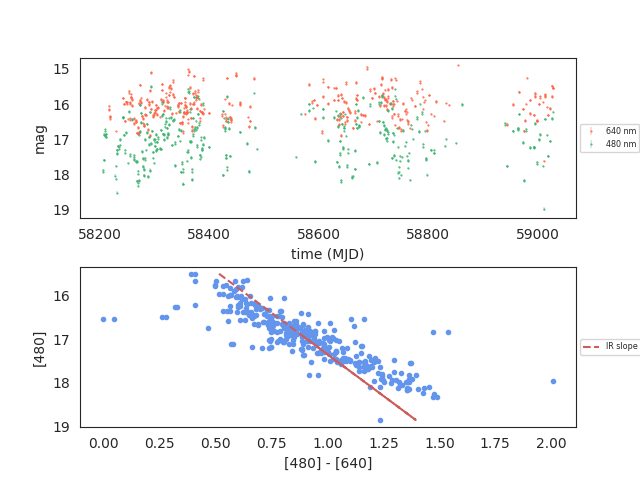 15
16
17
18
19
mag
58200 58400 58600 58800 59000
time (MJD)
640 nm
480 nm
16
17
18
19
[480]
0.00 0.25 0.50 0.75 1.00 1.25 1.50 1.75 2.00
[480] - [640]
IR slope